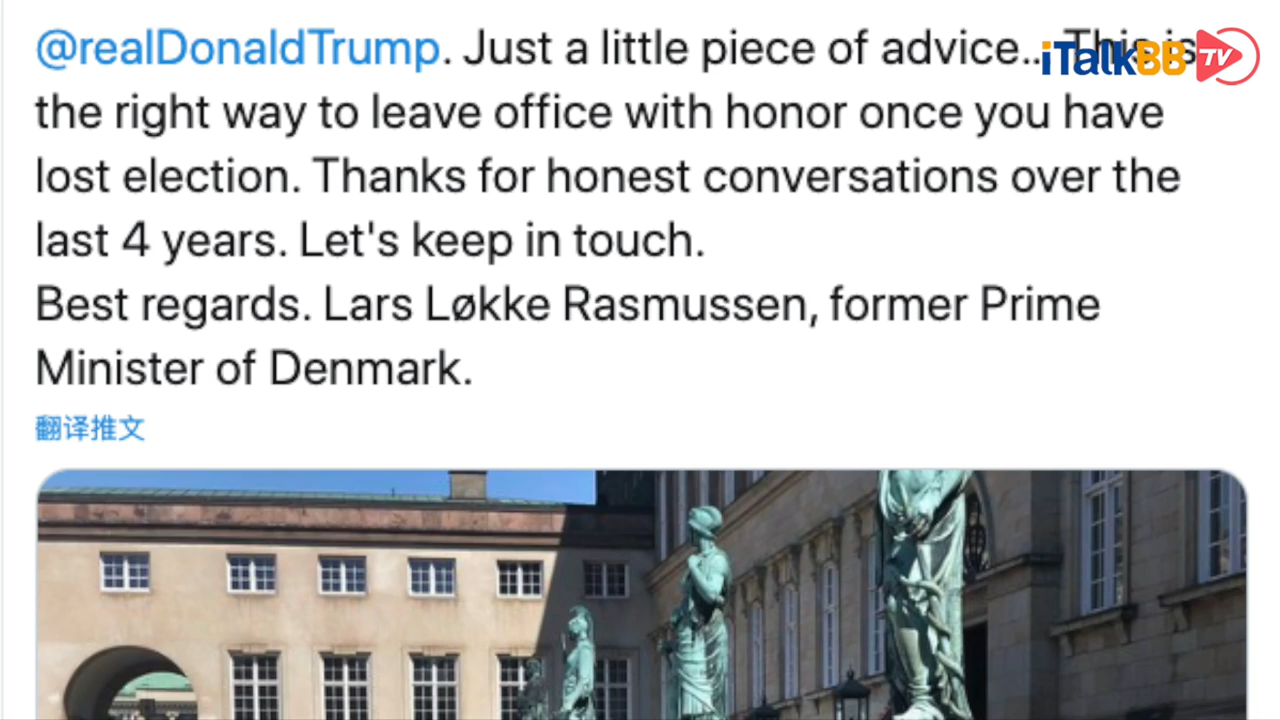 @realDonaldTrump. Just a little piece of advice... This is
the right way to leave office with honor once you have
lost election. Thanks for honest conversations over the
last 4 years. Let's keep in touch.
Best regards. Lars Løkke Rasmussen, former Prime
Minister of Denmark.
翻译推文
iTalkBB TV